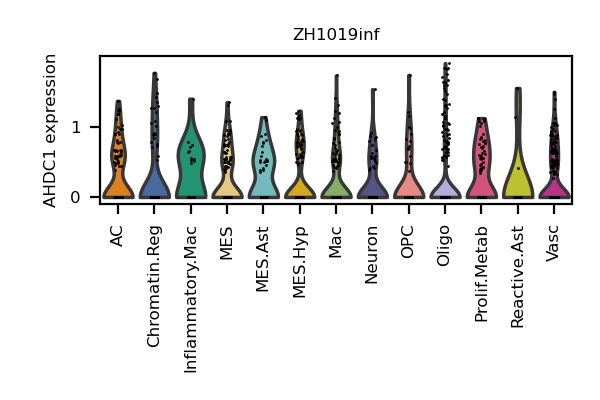 ZH1019inf
AHDC1 expression
1
0
AC
Chromatin.Reg
Inflammatory.Mac
MES
MES.Ast
MES.Hyp
Mac
Neuron
OPC
Oligo
Prolif.Metab
Reactive.Ast
Vasc